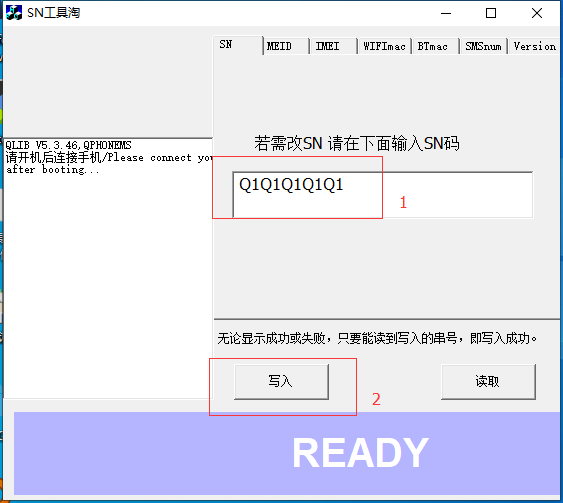 SN工具淘
SN MEID IMEI WIFImac BTmac SMSnum Version
QLIB V5.3.46,QPHONEMS
请开机后连接手机/Please connect you
after booting...
若需改SN 请在下面输入SN码
Q1Q1Q1Q1Q1
1
无论显示成功或失败，只要能读到写入的串号，即写入成功。
写入
读取
2
READY